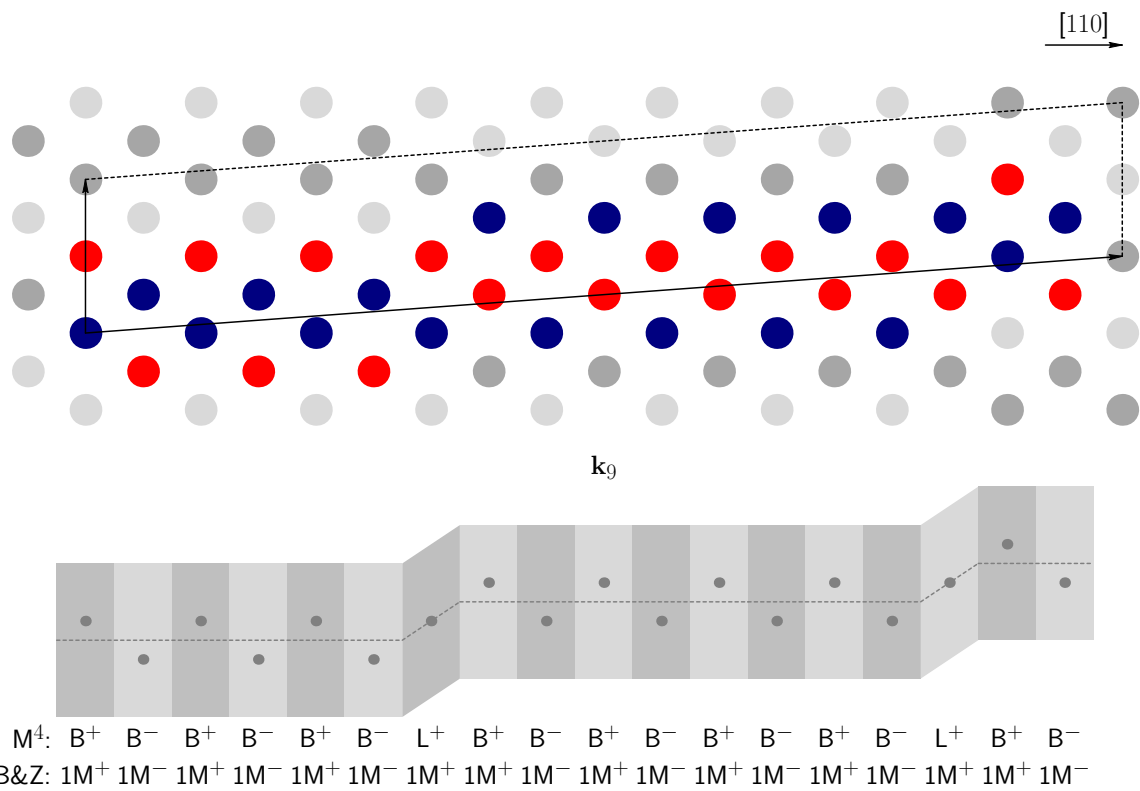 [110]
k₉
M⁴: B⁺ B⁻ B⁺ B⁻ B⁺ B⁻ L⁺ B⁺ B⁻ B⁺ B⁻ B⁺ B⁻ B⁺ B⁻ L⁺ B⁺ B⁻
B&Z: 1M⁺ 1M⁻ 1M⁺ 1M⁻ 1M⁺ 1M⁻ 1M⁺ 1M⁺ 1M⁻ 1M⁺ 1M⁻ 1M⁺ 1M⁻ 1M⁺ 1M⁻ 1M⁺ 1M⁺ 1M⁻